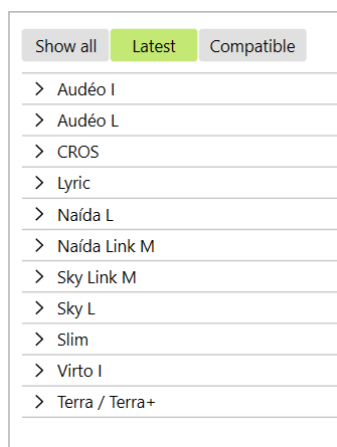 Show all Latest Compatible
Audéo I
Audéo L
CROS
Lyric
Naída L
Naída Link M
Sky Link M
Sky L
Slim
Virto I
Terra / Terra+